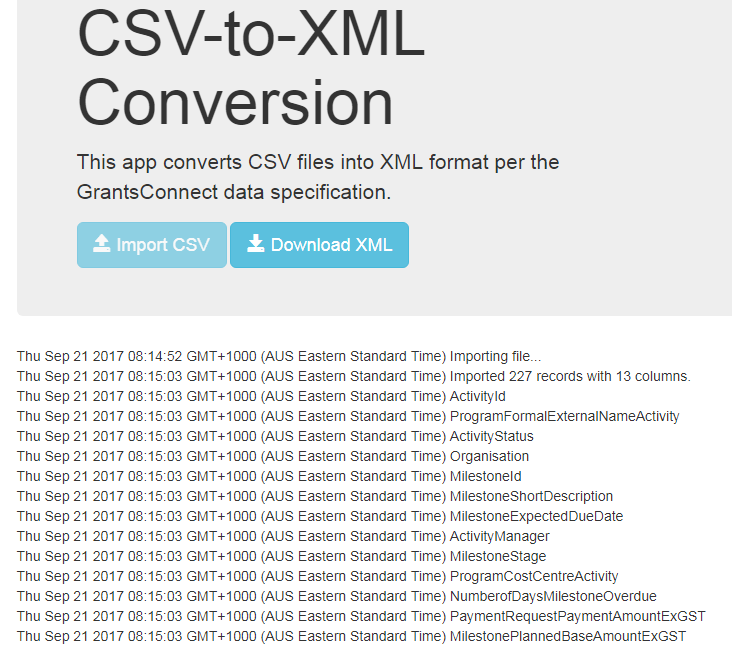 CSV-to-XML
Conversion
This app converts CSV files into XML format per the
GrantsConnect data specification.
Import CSV Download XML
Thu Sep 21 2017 08:14:52 GMT+1000 (AUS Eastern Standard Time) Importing file...
Thu Sep 21 2017 08:15:03 GMT+1000 (AUS Eastern Standard Time) Imported 227 records with 13 columns.
Thu Sep 21 2017 08:15:03 GMT+1000 (AUS Eastern Standard Time) ActivityId
Thu Sep 21 2017 08:15:03 GMT+1000 (AUS Eastern Standard Time) ProgramFormalExternalNameActivity
Thu Sep 21 2017 08:15:03 GMT+1000 (AUS Eastern Standard Time) ActivityStatus
Thu Sep 21 2017 08:15:03 GMT+1000 (AUS Eastern Standard Time) Organisation
Thu Sep 21 2017 08:15:03 GMT+1000 (AUS Eastern Standard Time) MilestoneId
Thu Sep 21 2017 08:15:03 GMT+1000 (AUS Eastern Standard Time) MilestoneShortDescription
Thu Sep 21 2017 08:15:03 GMT+1000 (AUS Eastern Standard Time) MilestoneExpectedDueDate
Thu Sep 21 2017 08:15:03 GMT+1000 (AUS Eastern Standard Time) ActivityManager
Thu Sep 21 2017 08:15:03 GMT+1000 (AUS Eastern Standard Time) MilestoneStage
Thu Sep 21 2017 08:15:03 GMT+1000 (AUS Eastern Standard Time) ProgramCostCentreActivity
Thu Sep 21 2017 08:15:03 GMT+1000 (AUS Eastern Standard Time) NumberofDaysMilestoneOverdue
Thu Sep 21 2017 08:15:03 GMT+1000 (AUS Eastern Standard Time) PaymentRequestPaymentAmountExGST
Thu Sep 21 2017 08:15:03 GMT+1000 (AUS Eastern Standard Time) MilestonePlannedBaseAmountExGST